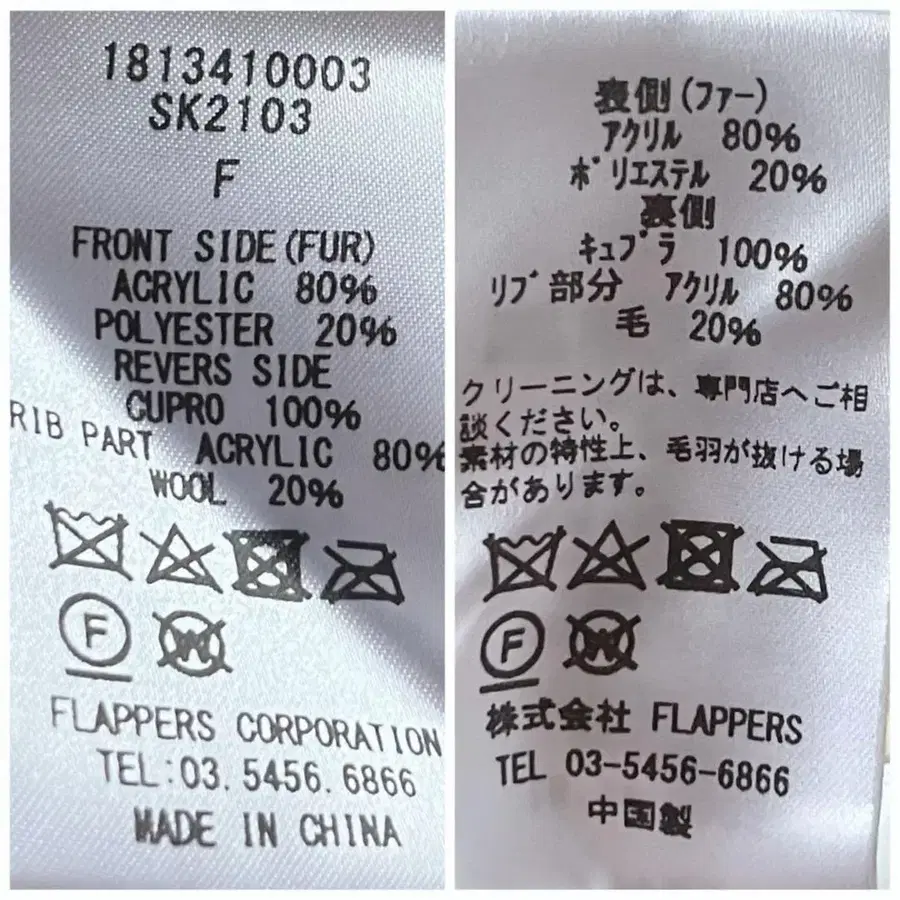 1813410003
SK2103
F
FRONT SIDE(FUR)
ACRYLIC 80%
POLYESTER 20%
REVERS SIDE
CUPRO 100%
RIB PART ACRYLIC 80%
WOOL 20%
F
W
FLAPPERS CORPORATION
TEL:03.5456.6866
MADE IN CHINA
表側(ファー)
アクリル 80%
ポリエステル 20%
裏側
キュプラ 100%
リブ部分 アクリル 80%
毛 20%
クリーニングは、専門店へご相
談ください。
素材の特性上、毛羽が抜ける場
合があります。
F
W
株式会社 FLAPPERS
TEL 03-5456-6866
中国製